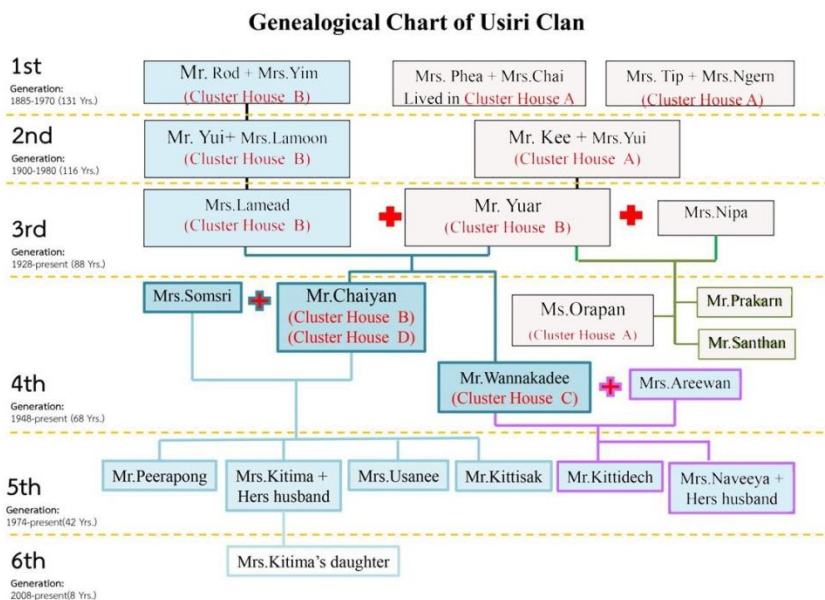 Genealogical Chart of Usiri Clan
1st
Generation:
1885-1970 (131 Yrs.)
Mr. Rod + Mrs.Yim
(Cluster House B)
Mrs. Phea + Mrs.Chai
Lived in Cluster House A
Mrs. Tip + Mrs.Ngern
(Cluster House A)
2nd
Generation:
1900-1980 (116 Yrs.)
Mr. Yui+ Mrs.Lamoon
(Cluster House B)
Mr. Kee + Mrs.Yui
(Cluster House A)
3rd
Generation:
1928-present (88 Yrs.)
Mrs.Lamead
(Cluster House B)
Mr. Yuar
(Cluster House B)
Mrs.Nipa
4th
Generation:
1948-present (68 Yrs.)
Mrs.Somsri
Mr.Chaiyan
(Cluster House B)
(Cluster House D)
Ms.Orapan
(Cluster House A)
Mr.Prakarn
Mr.Santhan
Mr.Wannakadee
(Cluster House C)
Mrs.Areewan
5th
Generation:
1974-present(42 Yrs.)
Mr.Peerapong
Mrs.Kitima +
Hers husband
Mrs.Usanee
Mr.Kittisak
Mr.Kittidech
Mrs.Naveeya +
Hers husband
6th
Generation:
2008-present(8 Yrs.)
Mrs.Kitima's daughter